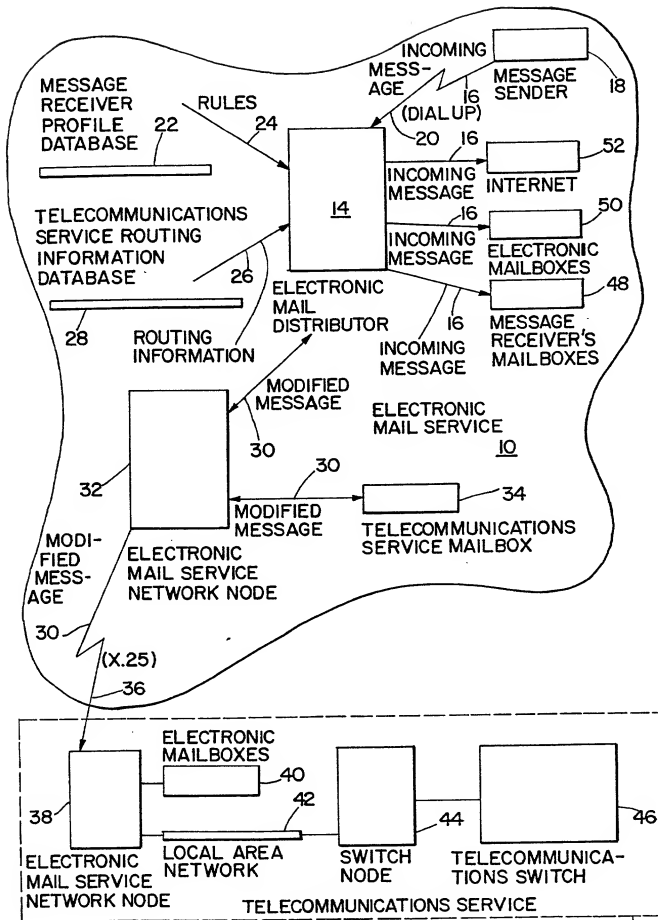 INCOMING
MESS-
AGE
16
(DIAL UP)
20
MESSAGE
SENDER
18
MESSAGE
RECEIVER
PROFILE
DATABASE
22
RULES
24
14
16
INCOMING
MESSAGE
INTERNET
52
16
INCOMING
MESSAGE
ELECTRONIC
MAILBOXES
50
16
INCOMING
MESSAGE
MESSAGE
RECEIVER'S
MAILBOXES
48
TELECOMMUNICATIONS
SERVICE ROUTING
INFORMATION
DATABASE
26
28
ROUTING
INFORMATION
ELECTRONIC
MAIL
DISTRIBUTOR
MODIFIED
MESSAGE
30
ELECTRONIC
MAIL SERVICE
10
32
30
MODIFIED
MESSAGE
34
TELECOMMUNICATIONS
SERVICE MAILBOX
ELECTRONIC
MAIL SERVICE
NETWORK NODE
MODI-
FIED
MESS-
AGE
30
(X.25)
36
38
ELECTRONIC
MAILBOXES
40
42
LOCAL AREA
NETWORK
44
SWITCH
NODE
46
TELECOMMUNICA-
TIONS SWITCH
ELECTRONIC
MAIL SERVICE
NETWORK NODE
TELECOMMUNICATIONS SERVICE